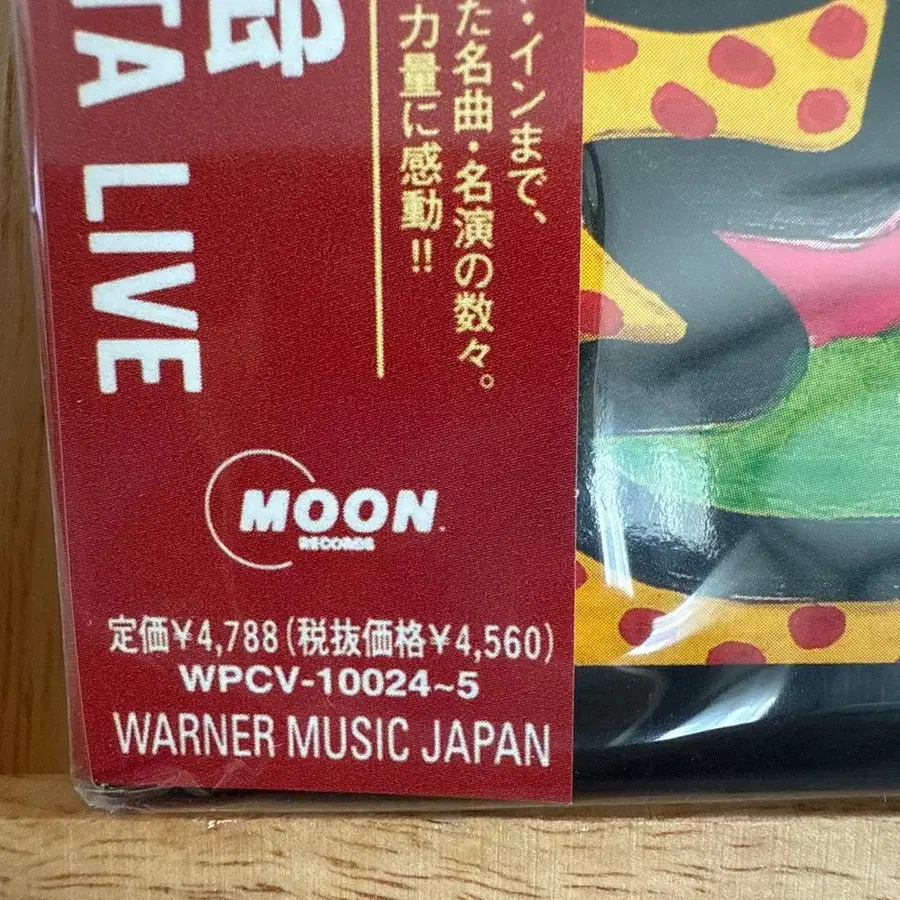 ・インまで、
た名曲・名演の数々。
力量に感動!!
TA LIVE
MOON
RECORDS
定価¥4,788(税抜価格¥4,560)
WPCV-10024~5
WARNER MUSIC JAPAN